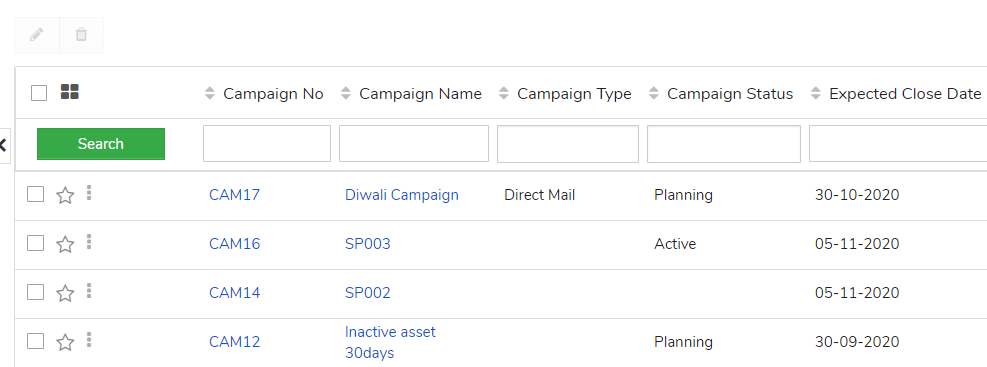 Campaign No Campaign Name Campaign Type Campaign Status Expected Close Date
Search
CAM17 Diwali Campaign Direct Mail Planning 30-10-2020
CAM16 SP003 Active 05-11-2020
CAM14 SP002 05-11-2020
CAM12 Inactive asset Planning 30-09-2020
30days